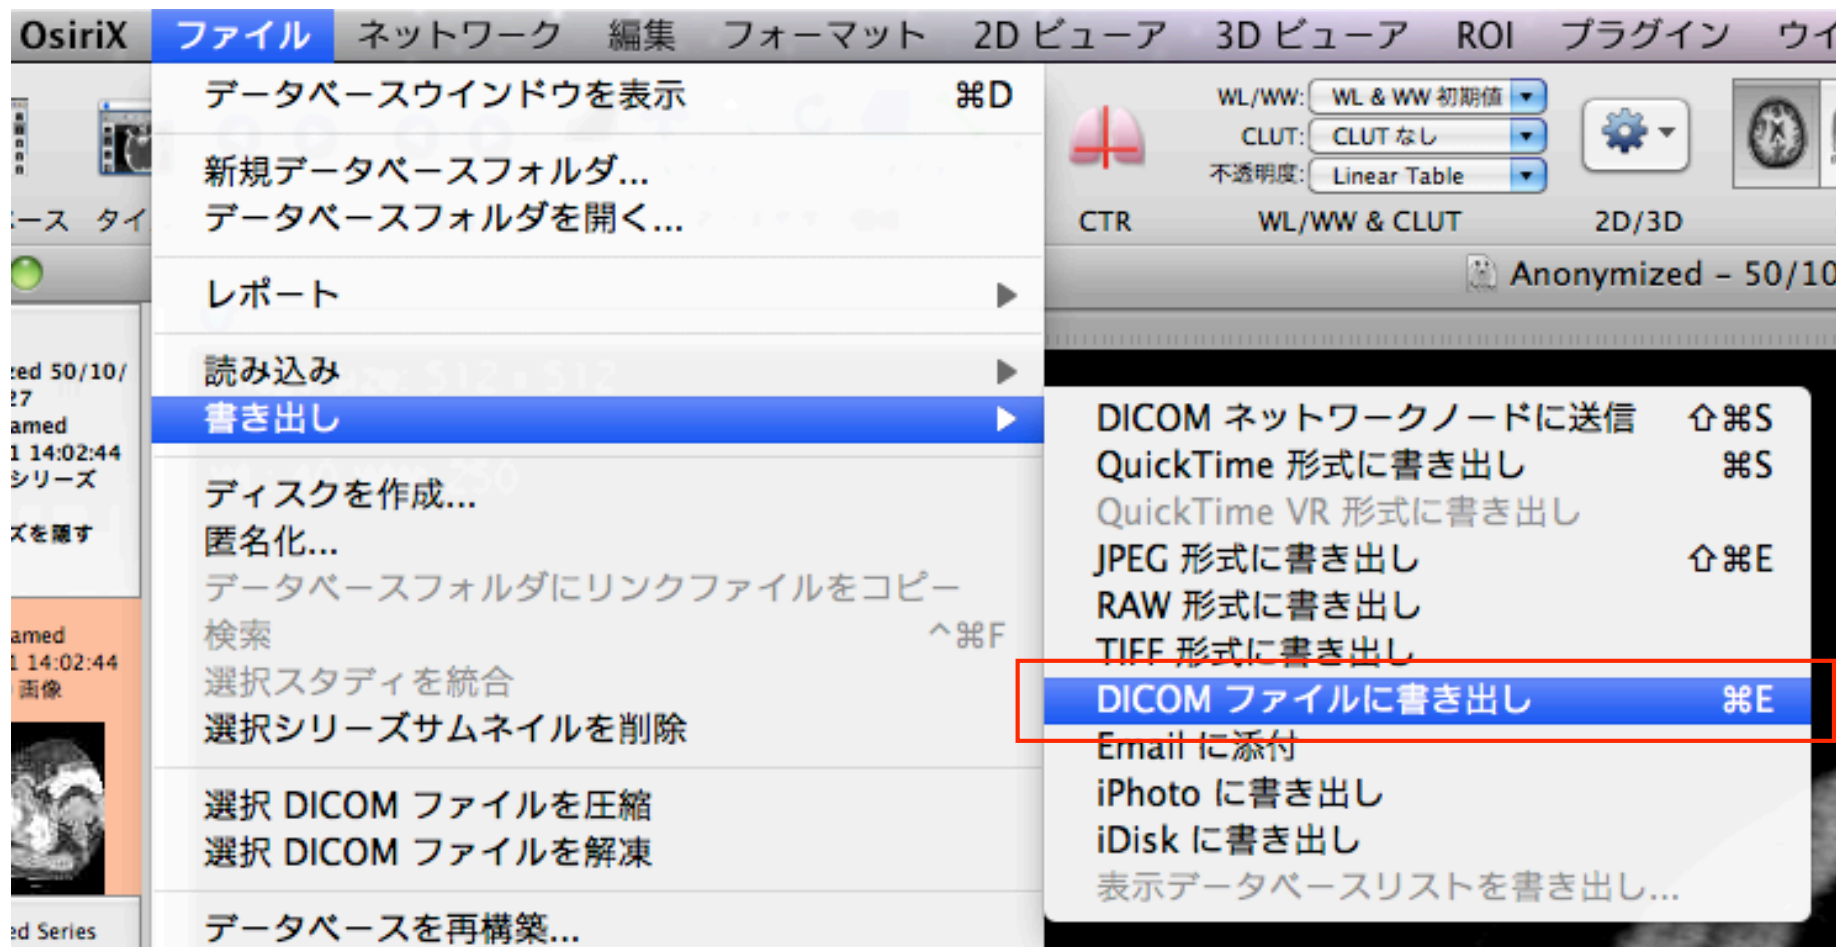 OsiriX ファイル ネットワーク 編集 フォーマット 2D ビューア 3D ビューア ROI プラグイン ウイ
データベースウインドウを表示 ⌘D
新規データベースフォルダ...
データベースフォルダを開く...
レポート
読み込み
書き出し
ディスクを作成...
匿名化...
データベースフォルダにリンクファイルをコピー
検索 ^⌘F
選択スタディを統合
選択シリーズサムネイルを削除
選択 DICOM ファイルを圧縮
選択 DICOM ファイルを解凍
データベースを再構築...
DICOM ネットワークノードに送信 ⇧⌘S
QuickTime 形式に書き出し ⌘S
QuickTime VR 形式に書き出し
JPEG 形式に書き出し ⇧⌘E
RAW 形式に書き出し
TIFF 形式に書き出し
DICOM ファイルに書き出し ⌘E
Email に添付
iPhoto に書き出し
iDisk に書き出し
表示データベースリストを書き出し...
WL/WW: WL & WW 初期値
CLUT: CLUT なし
不透明度: Linear Table
CTR WL/WW & CLUT 2D/3D
Anonymized - 50/10
ース タイ
zed 50/10/
27
amed
1 14:02:44
シリーズ
ズを隠す
amed
1 14:02:44
画像
ed Series